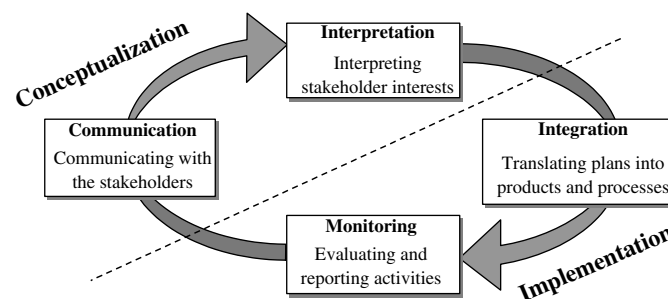 Conceptualization
Interpretation
Interpreting
stakeholder interests
Communication
Communicating with
the stakeholders
Integration
Translating plans into
products and processes
Monitoring
Evaluating and
reporting activities
Implementation